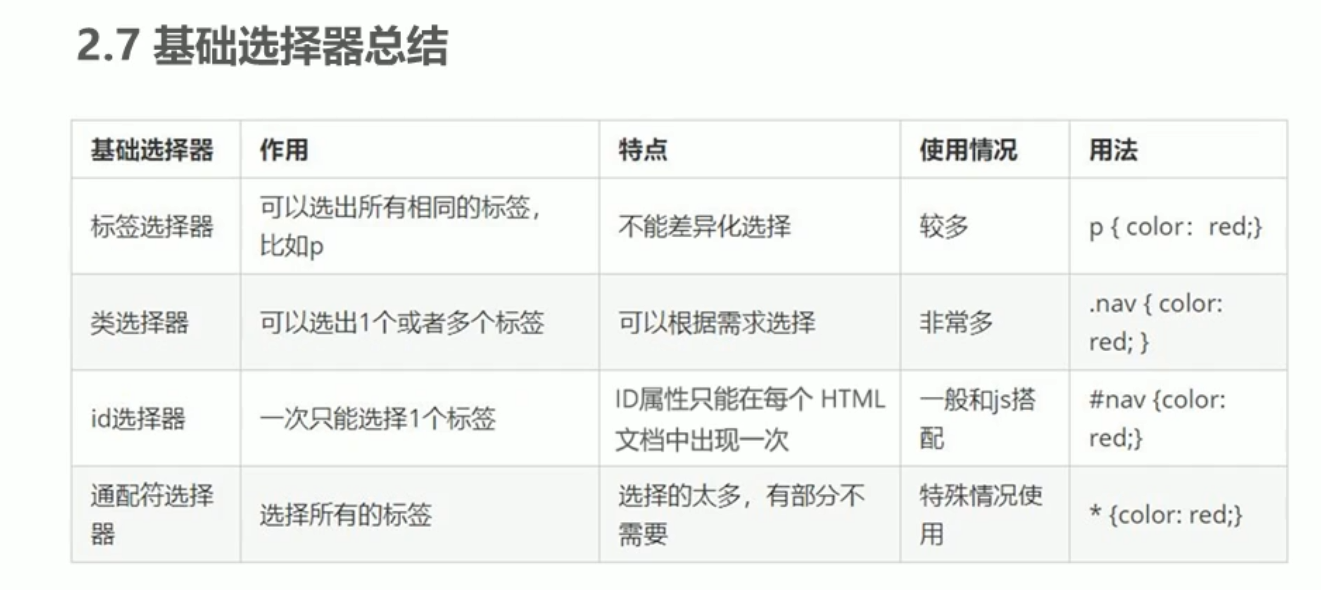 2.7 基础选择器总结
基础选择器 作用 特点 使用情况 用法
标签选择器
可以选出所有相同的标签，
比如p
不能差异化选择
较多
p { color：red;}
类选择器
可以选出1个或者多个标签
可以根据需求选择
非常多
.nav { color:
red; }
id选择器
一次只能选择1个标签
ID属性只能在每个 HTML
文档中出现一次
一般和js搭
配
#nav {color:
red;}
通配符选择
器
选择所有的标签
选择的太多，有部分不
需要
特殊情况使
用
* {color: red;}